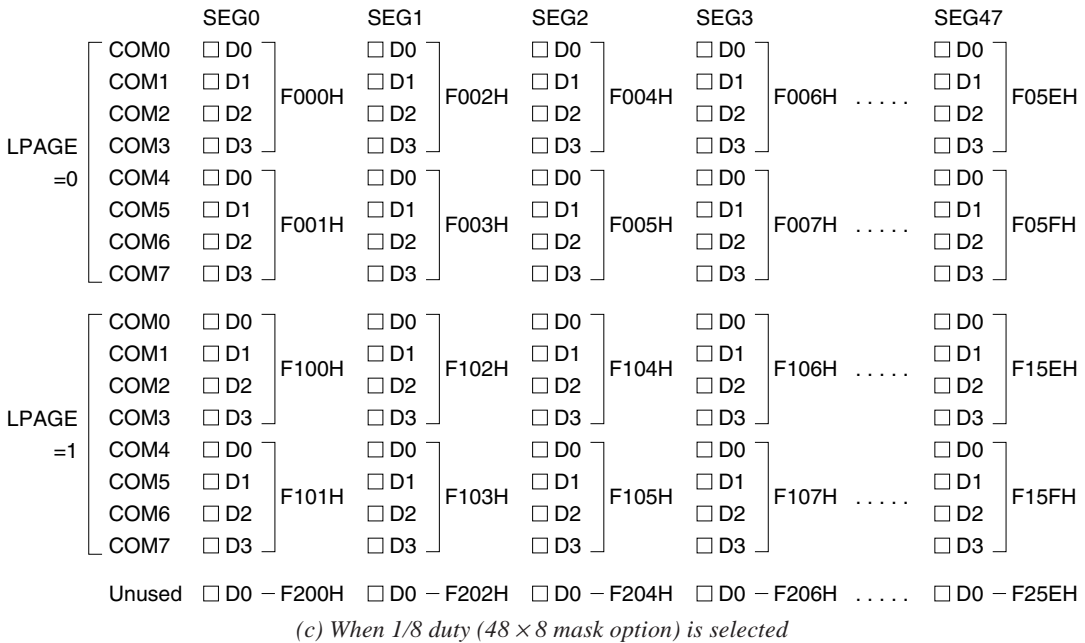 SEG0 SEG1 SEG2 SEG3 SEG47
COM0 D0 D0 D0 D0 D0
COM1 D1 D1 D1 D1 D1
F000H F002H F004H F006H ..... F05EH
COM2 D2 D2 D2 D2 D2
LPAGE COM3 D3 D3 D3 D3 D3
=0 COM4 D0 D0 D0 D0 D0
COM5 D1 D1 D1 D1 D1
F001H F003H F005H F007H ..... F05FH
COM6 D2 D2 D2 D2 D2
COM7 D3 D3 D3 D3 D3
COM0 D0 D0 D0 D0 D0
COM1 D1 D1 D1 D1 D1
F100H F102H F104H F106H ..... F15EH
COM2 D2 D2 D2 D2 D2
LPAGE COM3 D3 D3 D3 D3 D3
=1 COM4 D0 D0 D0 D0 D0
COM5 D1 D1 D1 D1 D1
F101H F103H F105H F107H ..... F15FH
COM6 D2 D2 D2 D2 D2
COM7 D3 D3 D3 D3 D3
Unused D0 – F200H D0 – F202H D0 – F204H D0 – F206H ..... D0 – F25EH
(c) When 1/8 duty (48 × 8 mask option) is selected